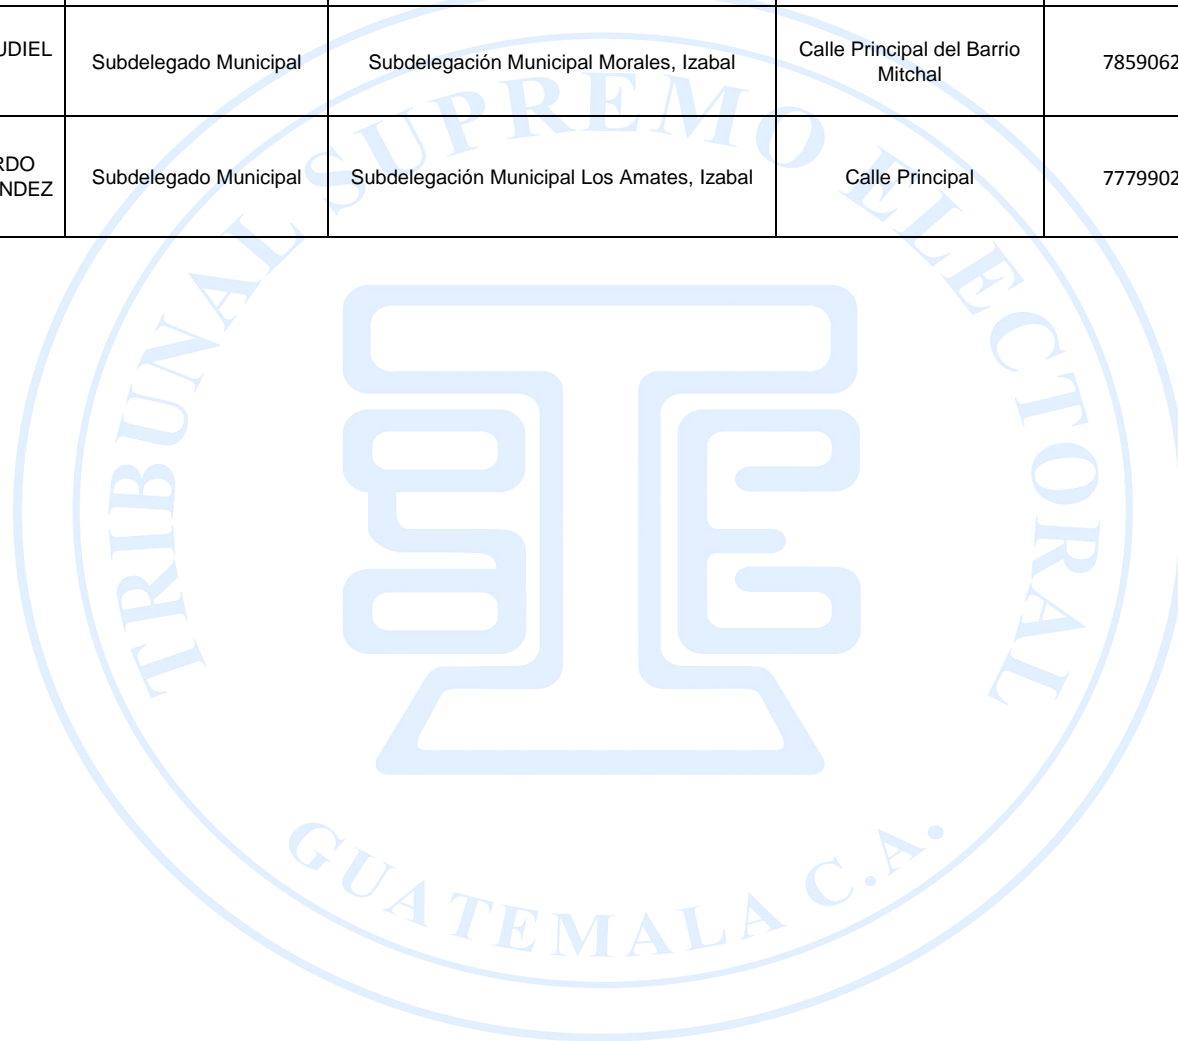 UDIEL
Subdelegado Municipal
Subdelegación Municipal Morales, Izabal
Calle Principal del Barrio
Mitchal
7859062
RDO
NDEZ
Subdelegado Municipal
Subdelegación Municipal Los Amates, Izabal
Calle Principal
7779902
TRIBUNAL SUPREMO ELECTORAL
GUATEMALA C.A.